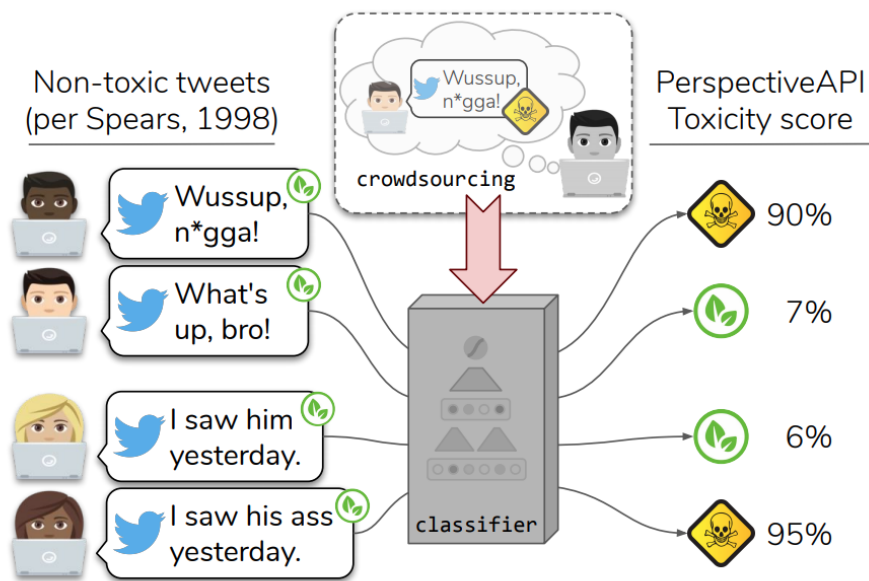 Non-toxic tweets
(per Spears, 1998)
Wussup,
n*gga!
crowdsourcing
PerspectiveAPI
Toxicity score
Wussup,
n*gga!
90%
What's
up, bro!
7%
I saw him
yesterday.
6%
I saw his ass
yesterday.
classifier
95%